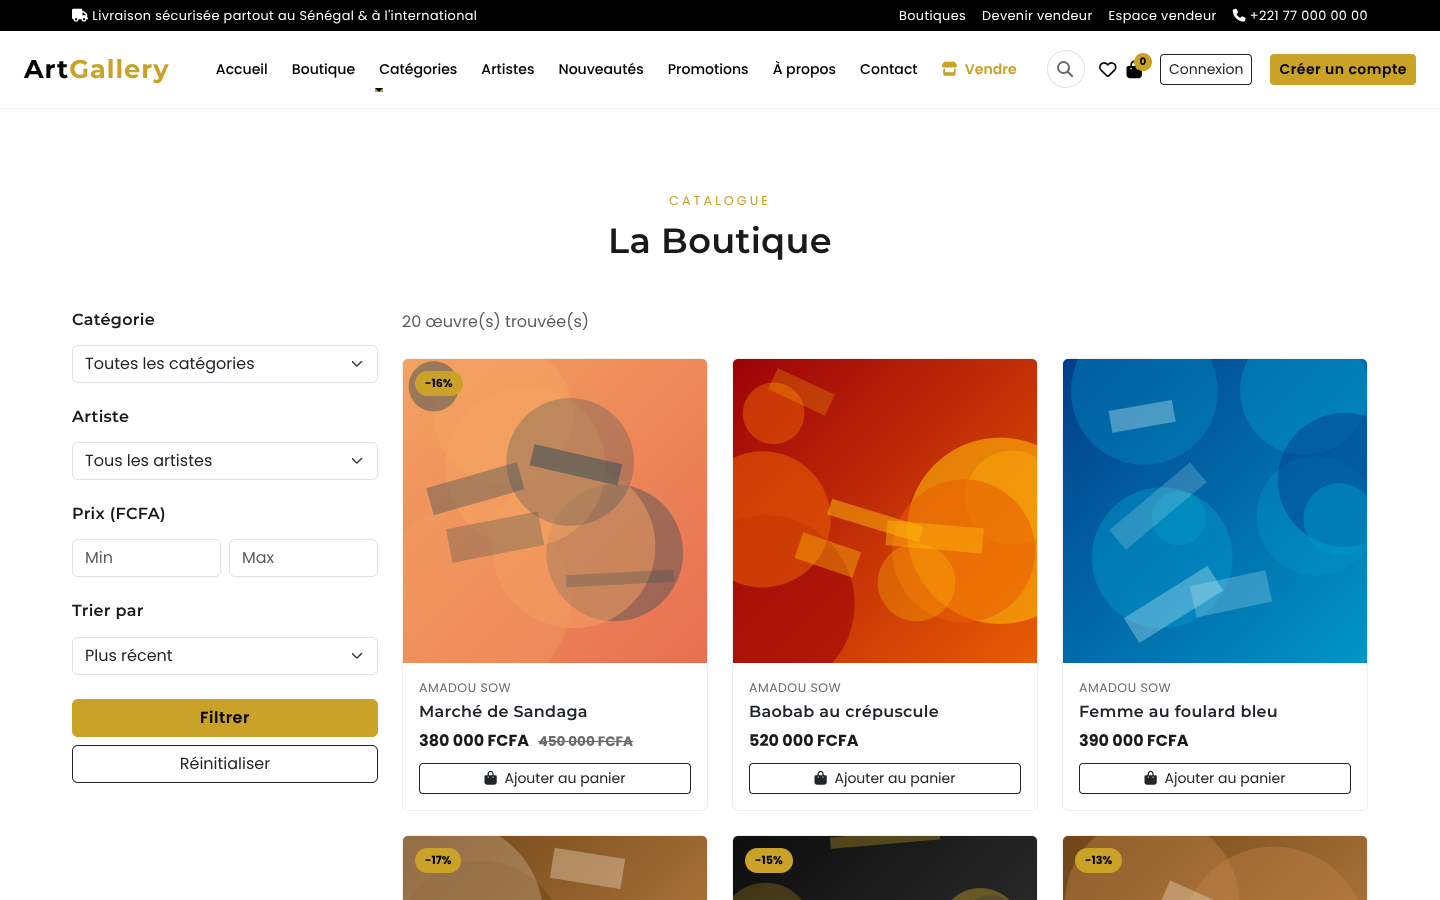 Livraison sécurisée partout au Sénégal & à l'international
Boutiques Devenir vendeur Espace vendeur +221 77 000 00 00
ArtGallery
Accueil Boutique Catégories Artistes Nouveautés Promotions À propos Contact Vendre
0
Connexion
Créer un compte
CATALOGUE
La Boutique
Catégorie
Toutes les catégories
Artiste
Tous les artistes
Prix (FCFA)
Min Max
Trier par
Plus récent
Filtrer
Réinitialiser
20 œuvre(s) trouvée(s)
-16%
AMADOU SOW
Marché de Sandaga
380 000 FCFA 450 000 FCFA
Ajouter au panier
AMADOU SOW
Baobab au crépuscule
520 000 FCFA
Ajouter au panier
AMADOU SOW
Femme au foulard bleu
390 000 FCFA
Ajouter au panier
-17%
-15%
-13%